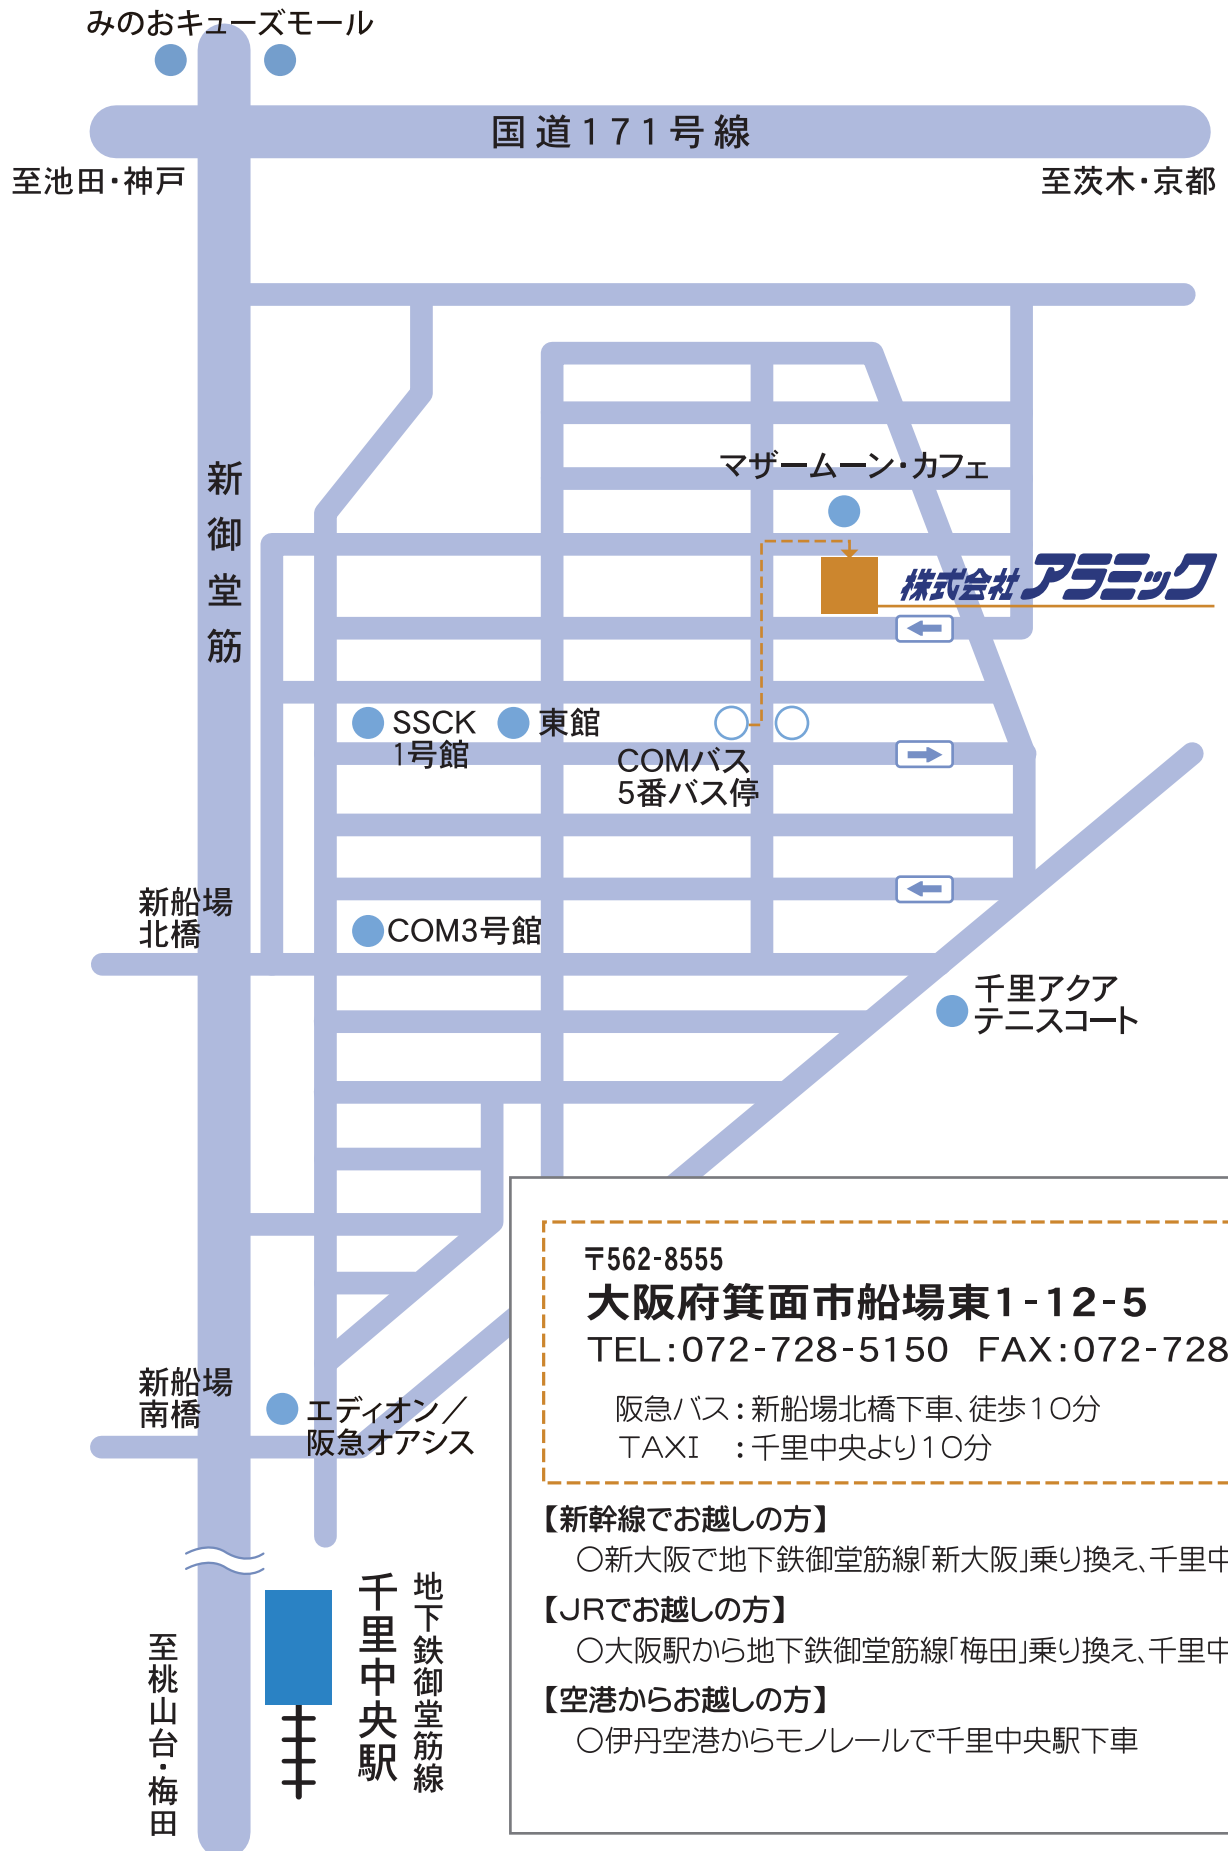 みのおキューズモール
国道171号線
至池田・神戸
至茨木・京都
新御堂筋
マザームーン・カフェ
株式会社アラミック
SSCK
1号館
東館
COMバス
5番バス停
新船場
北橋
COM3号館
千里アクア
テニスコート
〒562-8555
大阪府箕面市船場東1-12-5
TEL:072-728-5150 FAX:072-728
阪急バス:新船場北橋下車、徒歩10分
TAXI :千里中央より10分
新船場
南橋
エディオン／
阪急オアシス
【新幹線でお越しの方】
○新大阪で地下鉄御堂筋線「新大阪」乗り換え、千里中
【JRでお越しの方】
○大阪駅から地下鉄御堂筋線「梅田」乗り換え、千里中
【空港からお越しの方】
○伊丹空港からモノレールで千里中央駅下車
地下鉄御堂筋線
千里中央駅
至桃山台・梅田